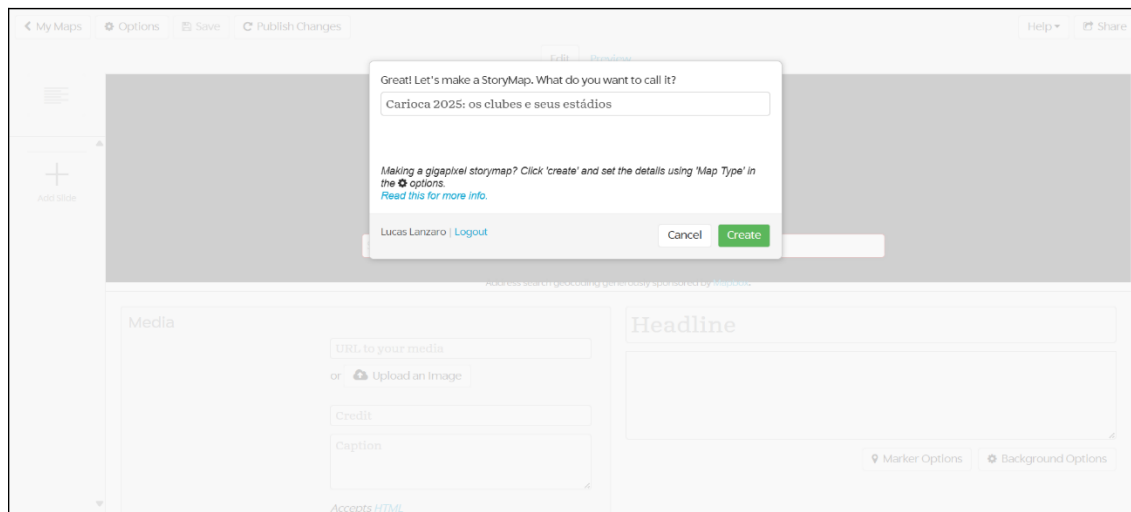 My Maps Options Save Publish Changes Help Share
Edit Preview
Great! Let's make a StoryMap. What do you want to call it?
Carioca 2025: os clubes e seus estádios
Making a gigapixel storymap? Click 'create' and set the details using 'Map Type' in
the options.
Read this for more info.
Add Slide
Lucas Lanzaro | Logout Cancel Create
Address search geocoding generously sponsored by
Media
Headline
URL to your media
or Upload an Image
Credit
Caption
Marker Options Background Options
Accepts HTML